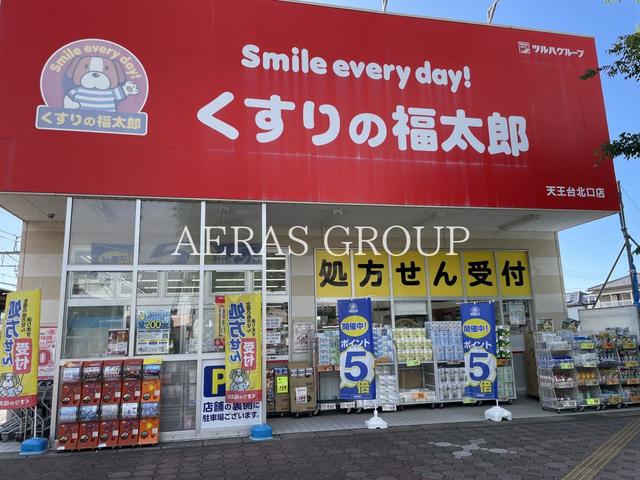 Smile every day!
くすりの福太郎
Smile every day!
くすりの福太郎
ツルハグループ
天王台北口店
AERAS GROUP
処方せん受付
処方せん
受付
処方せん
受付
開催中!
ポイント
5倍
開催中!
ポイント
5倍
200
P
店舗の裏側に
駐車場ございます。